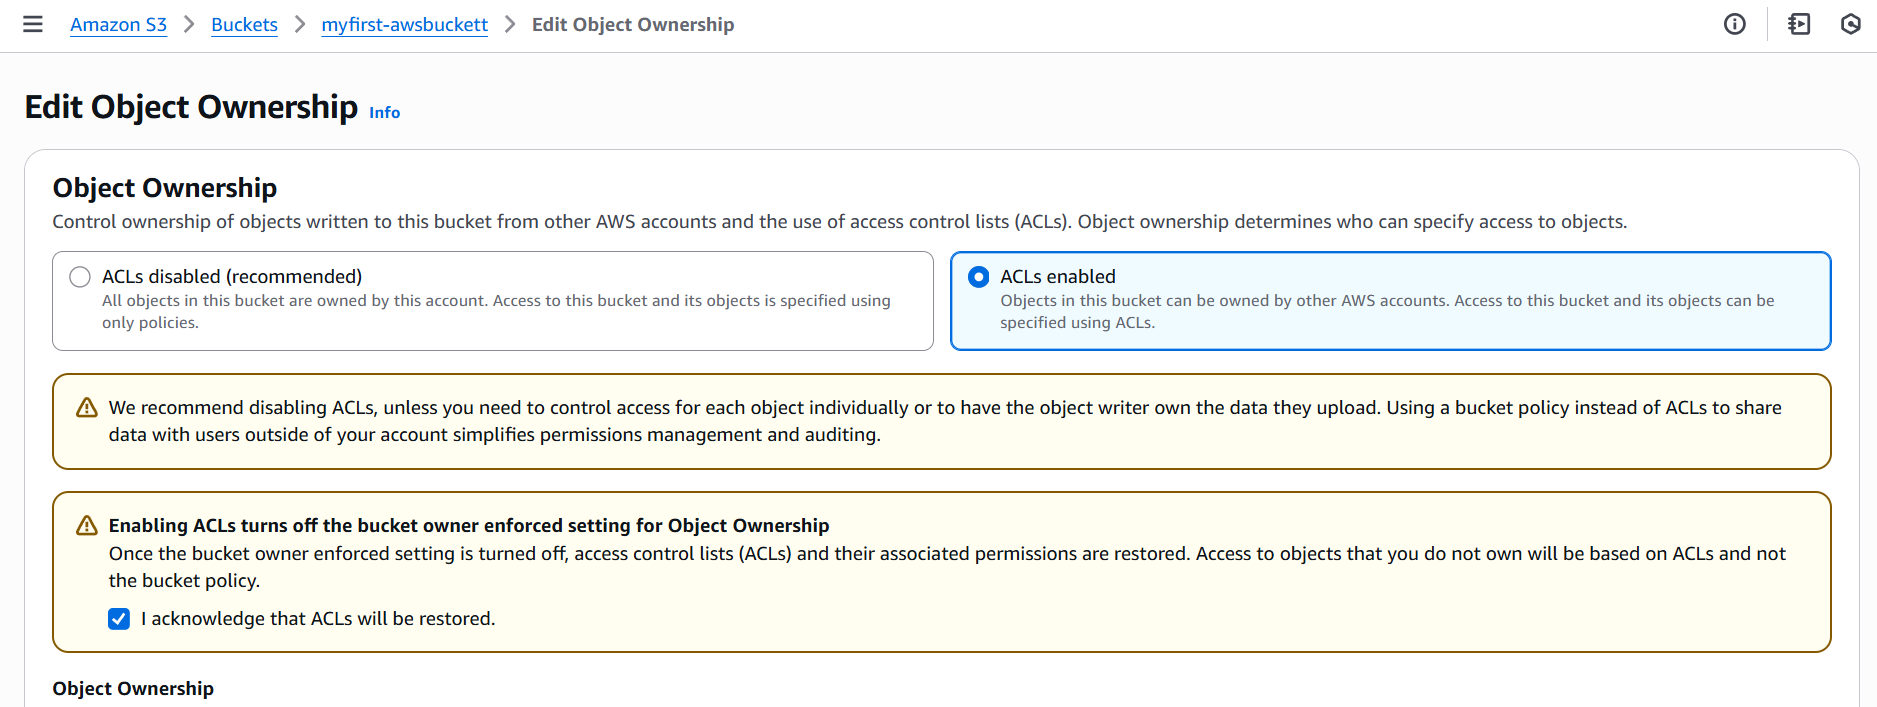 Amazon S3 > Buckets > myfirst-awsbuckett > Edit Object Ownership
Edit Object Ownership Info
Object Ownership
Control ownership of objects written to this bucket from other AWS accounts and the use of access control lists (ACLs). Object ownership determines who can specify access to objects.
ACLs disabled (recommended)
All objects in this bucket are owned by this account. Access to this bucket and its objects is specified using
only policies.
ACLs enabled
Objects in this bucket can be owned by other AWS accounts. Access to this bucket and its objects can be
specified using ACLs.
We recommend disabling ACLs, unless you need to control access for each object individually or to have the object writer own the data they upload. Using a bucket policy instead of ACLs to share
data with users outside of your account simplifies permissions management and auditing.
Enabling ACLs turns off the bucket owner enforced setting for Object Ownership
Once the bucket owner enforced setting is turned off, access control lists (ACLs) and their associated permissions are restored. Access to objects that you do not own will be based on ACLs and not
the bucket policy.
I acknowledge that ACLs will be restored.
Object Ownership